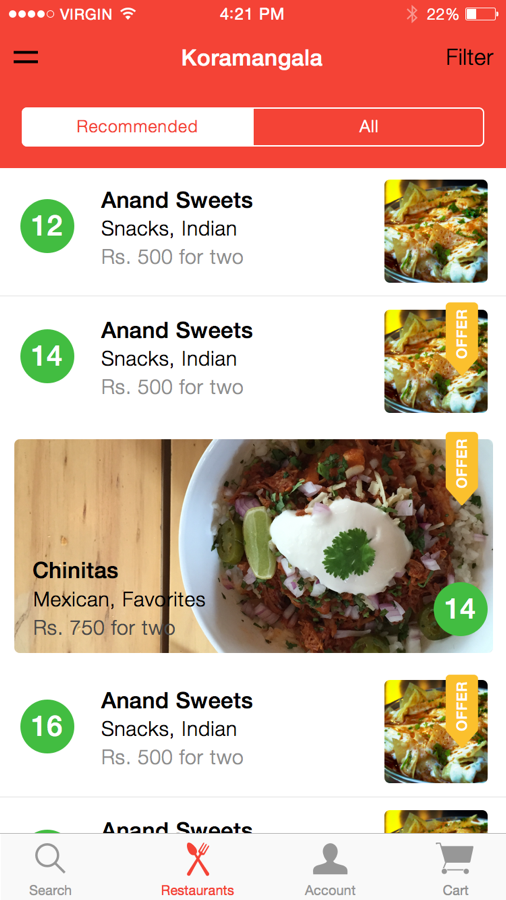 VIRGIN 4:21 PM 22%
Koramangala Filter
Recommended All
12
Anand Sweets
Snacks, Indian
Rs. 500 for two
14
Anand Sweets
Snacks, Indian
Rs. 500 for two
OFFER
OFFER
Chinitas
Mexican, Favorites
Rs. 750 for two
14
16
Anand Sweets
Snacks, Indian
Rs. 500 for two
OFFER
Anand Sweets
Search Restaurants Account Cart